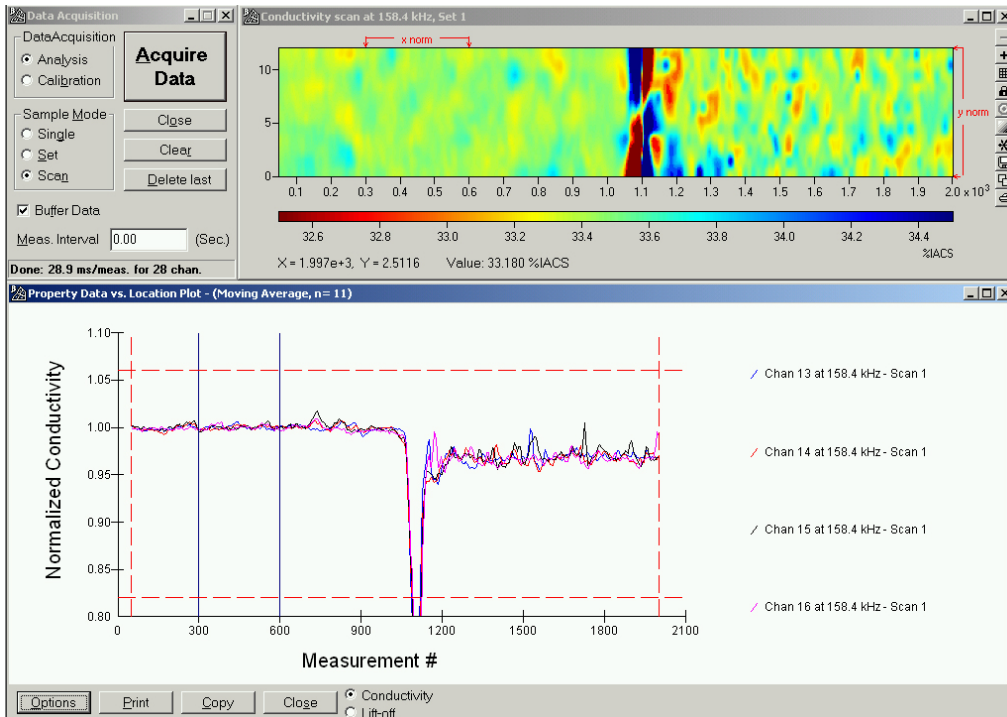 Data Acquisition
DataAcquisition
Analysis
Calibration
Acquire
Data
Sample Mode
Single
Set
Scan
Close
Clear
Delete last
Buffer Data
Meas. Interval 0.00 (Sec.)
Done: 28.9 ms/meas. for 28 chan.
Conductivity scan at 158.4 kHz, Set 1
x norm
10
5
0
y norm
0.1 0.2 0.3 0.4 0.5 0.6 0.7 0.8 0.9 1.0 1.1 1.2 1.3 1.4 1.5 1.6 1.7 1.8 1.9 2.0 x 10³
32.6 32.8 33.0 33.2 33.4 33.6 33.8 34.0 34.2 34.4
%IACS
X = 1.997e+3, Y = 2.5116 Value: 33.180 %IACS
Property Data vs. Location Plot - (Moving Average, n= 11)
1.10
1.05
1.00
0.95
0.90
0.85
0.80
Normalized Conductivity
0 300 600 900 1200 1500 1800 2100
Measurement #
Chan 13 at 158.4 kHz - Scan 1
Chan 14 at 158.4 kHz - Scan 1
Chan 15 at 158.4 kHz - Scan 1
Chan 16 at 158.4 kHz - Scan 1
Options Print Copy Close
Conductivity
Lift-off